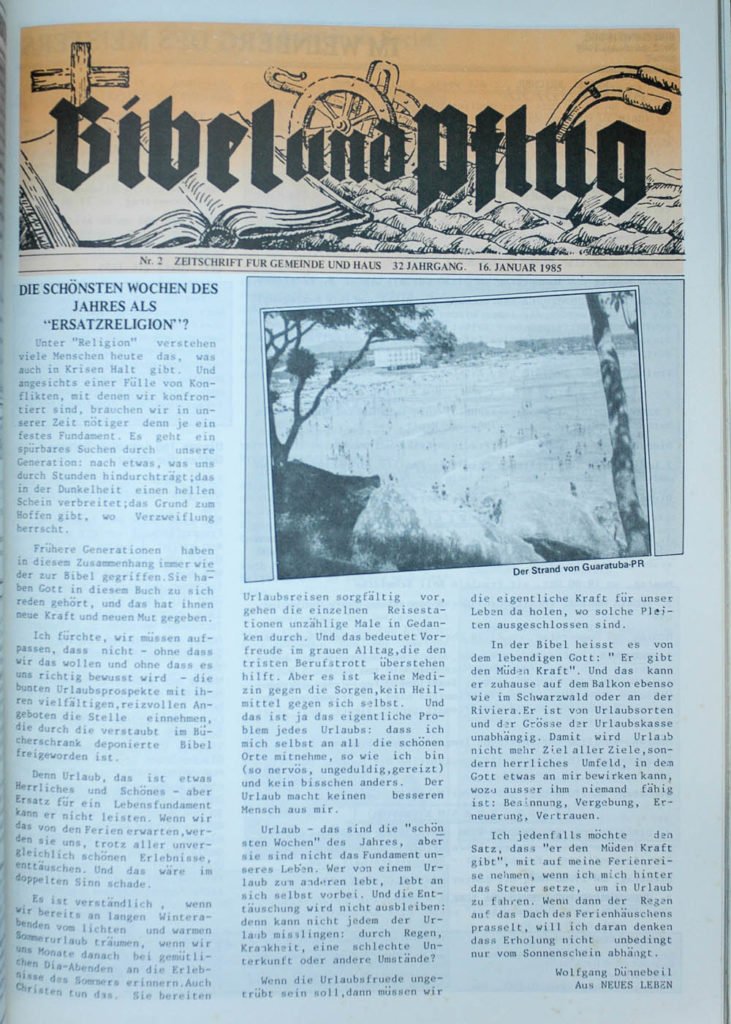 Bibel und Pflug
Nr. 2 ZEITSCHRIFT FUR GEMEINDE UND HAUS 32 JAHRGANG. 16. JANUAR 1985
DIE SCHÖNSTEN WOCHEN DES
JAHRES ALS
"ERSATZRELIGION"?
Unter "Religion" verstehen
viele Menschen heute das, was
auch in Krisen Halt gibt. Und
angesichts einer Fülle von Kon-
flikten, mit denen wir konfron-
tiert sind, brauchen wir in un-
serer Zeit nötiger denn je ein
festes Fundament. Es geht ein
spürbares Suchen durch unsere
Generation: nach etwas, was uns
durch Stunden hindurchträgt;das
in der Dunkelheit einen hellen
Schein verbreitet;das Grund zum
Hoffen gibt, wo Verzweiflung
herrscht.
Frühere Generationen haben
in diesem Zusammenhang immer wie
der zur Bibel gegriffen.Sie ha-
ben Gott in diesem Buch zu sich
reden gehört, und das hat ihnen
neue Kraft und neuen Mut gegeben.
Ich fürchte, wir müssen auf-
passen, dass nicht - ohne dass
wir das wollen und ohne dass es
uns richtig bewusst wird - die
bunten Urlaubsprospekte mit ih-
ren vielfältigen,reizvollen An-
geboten die Stelle einnehmen,
die durch die verstaubt im Bü-
cherschrank deponierte Bibel
freigeworden ist.
Denn Urlaub, das ist etwas
Herrliches und Schönes - aber
Ersatz für ein Lebensfundament
kann er nicht leisten. Wenn wir
das von den Ferien erwarten,wer-
den sie uns, trotz aller unver-
gleichlich schönen Erlebnisse,
enttäuschen. Und das wäre im
doppelten Sinn schade.
Es ist verständlich , wenn
wir bereits an langen Wintera-
benden vom lichten und warmen
Sommerurlaub träumen, wenn wir
uns Monate danach bei gemütli-
chen Dia-Abenden an die Erleb-
nisse des Sommers erinnern.Auch
Christen tun das. Sie bereiten
Der Strand von Guaratuba-PR
Urlaubsreisen sorgfältig vor,
gehen die einzelnen Reisesta-
tionen unzählige Male in Gedan-
ken durch. Und das bedeutet Vor-
freude im grauen Alltag,die den
tristen Berufstrott überstehen
hilft. Aber es ist keine Medi-
zin gegen die Sorgen,kein Heil-
mittel gegen sich selbst. Und
das ist ja das eigentliche Pro-
blem jedes Urlaubs: dass ich
mich selbst an all die schönen
Orte mitnehme, so wie ich bin
(so nervös, ungeduldig,gereizt)
und kein bisschen anders. Der
Urlaub macht keinen besseren
Mensch aus mir.
Urlaub - das sind die "schön
sten Wochen" des Jahres, aber
sie sind nicht das Fundament un-
seres Leben. Wer von einem Ur-
laub zum anderen lebt, lebt an
sich selbst vorbei. Und die Ent-
täuschung wird nicht ausbleiben:
denn kann nicht jedem der Ur-
laub misslingen: durch Regen,
Krankheit, eine schlechte Un-
terkunft oder andere Umstände?
Wenn die Urlaubsfruede unge-
trübt sein soll,dann müssen wir
die eigentliche Kraft für unser
Leben da holen, wo solche Plei-
ten ausgeschlossen sind.
In der Bibel heisst es von
dem lebendigen Gott: " Er gibt
den Müden Kraft". Und das kann
er zuhause auf dem Balkon ebenso
wie im Schwarzwald oder an der
Riviera.Er ist von Urlaubsorten
und der Grösse der Urlaubskasse
unabhängig. Damit wird Urlaub
nicht mehr Ziel aller Ziele,son-
dern herrliches Umfeld, in dem
Gott etwas an mir bewirken kann,
wozu ausser ihm niemand fähig
ist: Besinnung, Vergebung, Er-
neuerung, Vertrauen.
Ich jedenfalls möchte den
Satz, dass "er den Müden Kraft
gibt", mit auf meine Ferienrei-
se nehmen, wenn ich mich hinter
das Steuer setze, um in Urlaub
zu fahren. Wenn dann der Regen
auf das Dach des Ferienhäuschens
prasselt, will ich daran denken
dass Erholung nicht unbedingt
nur vom Sonnenschein abhängt.
Wolfgang Dünnebeil
Aus NEUES LEBEN